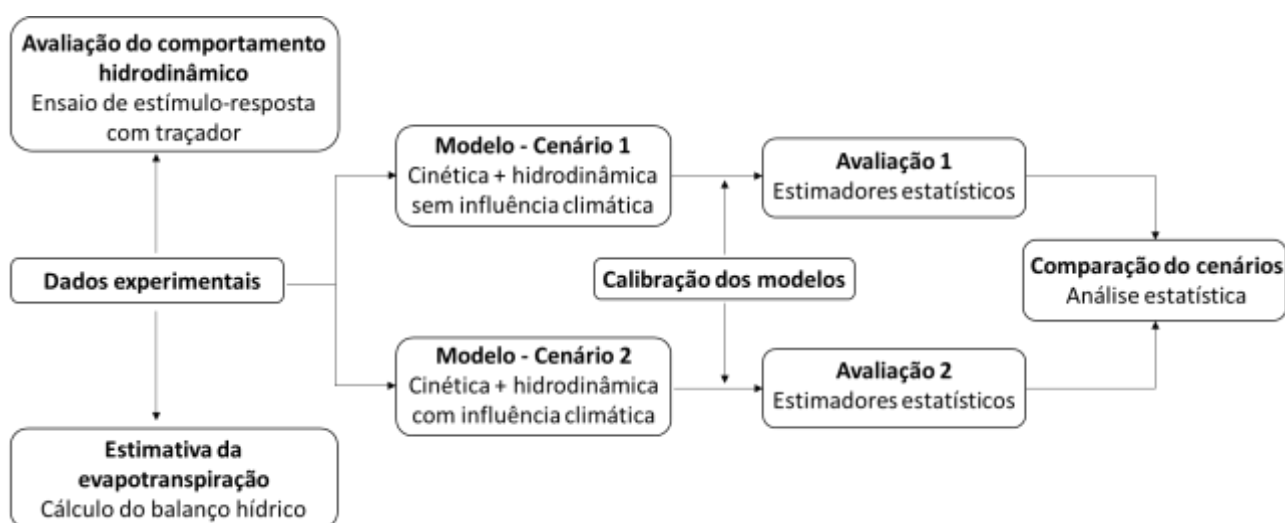 Avaliação do comportamento
hidrodinâmico
Ensaio de estímulo-resposta
com traçador
Dados experimentais
Estimativa da
evapotranspiração
Cálculo do balanço hídrico
Modelo - Cenário 1
Cinética + hidrodinâmica
sem influência climática
Modelo - Cenário 2
Cinética + hidrodinâmica
com influência climática
Calibração dos modelos
Avaliação 1
Estimadores estatísticos
Avaliação 2
Estimadores estatísticos
Comparação do cenários
Análise estatística